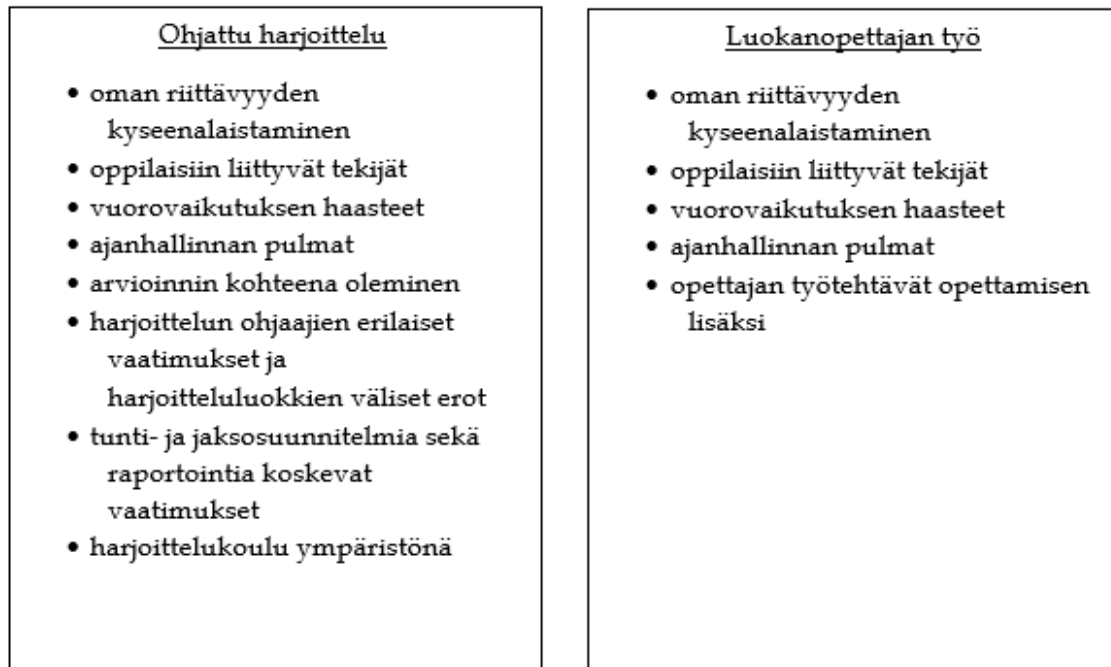 Ohjattu harjoittelu
• oman riittävyyden
kyseenalaistaminen
• oppilaisiin liittyvät tekijät
• vuorovaikutuksen haasteet
• ajanhallinnan pulmat
• arvioinnin kohteena oleminen
• harjoittelun ohjaajien erilaiset
vaatimukset ja
harjoitteluluokkien väliset erot
• tunti- ja jaksosuunnitelmia sekä
raportointia koskevat
vaatimukset
• harjoittelukoulu ympäristönä
Luokanopettajan työ
• oman riittävyyden
kyseenalaistaminen
• oppilaisiin liittyvät tekijät
• vuorovaikutuksen haasteet
• ajanhallinnan pulmat
• opettajan työtehtävät opettamisen
lisäksi